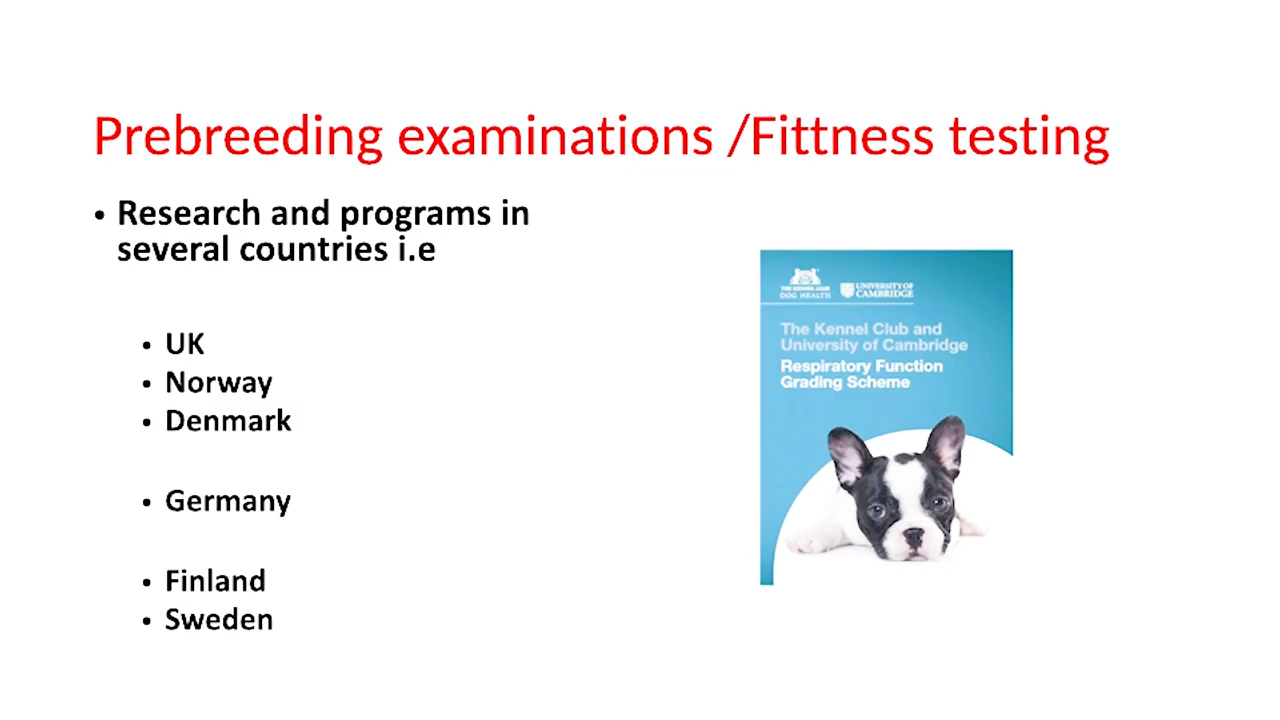 Prebreeding examinations /Fittness testing
• Research and programs in
several countries i.e
• UK
• Norway
• Denmark
• Germany
• Finland
• Sweden
THE KENNEL CLUB
DOG HEALTH
UNIVERSITY OF
CAMBRIDGE
The Kennel Club and
University of Cambridge
Respiratory Function
Grading Scheme